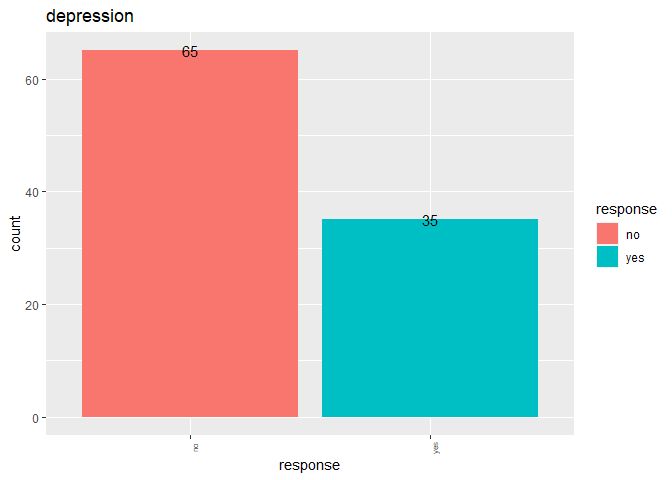 depression
65
35
60
40
20
0
count
no
yes
response
response
no
yes